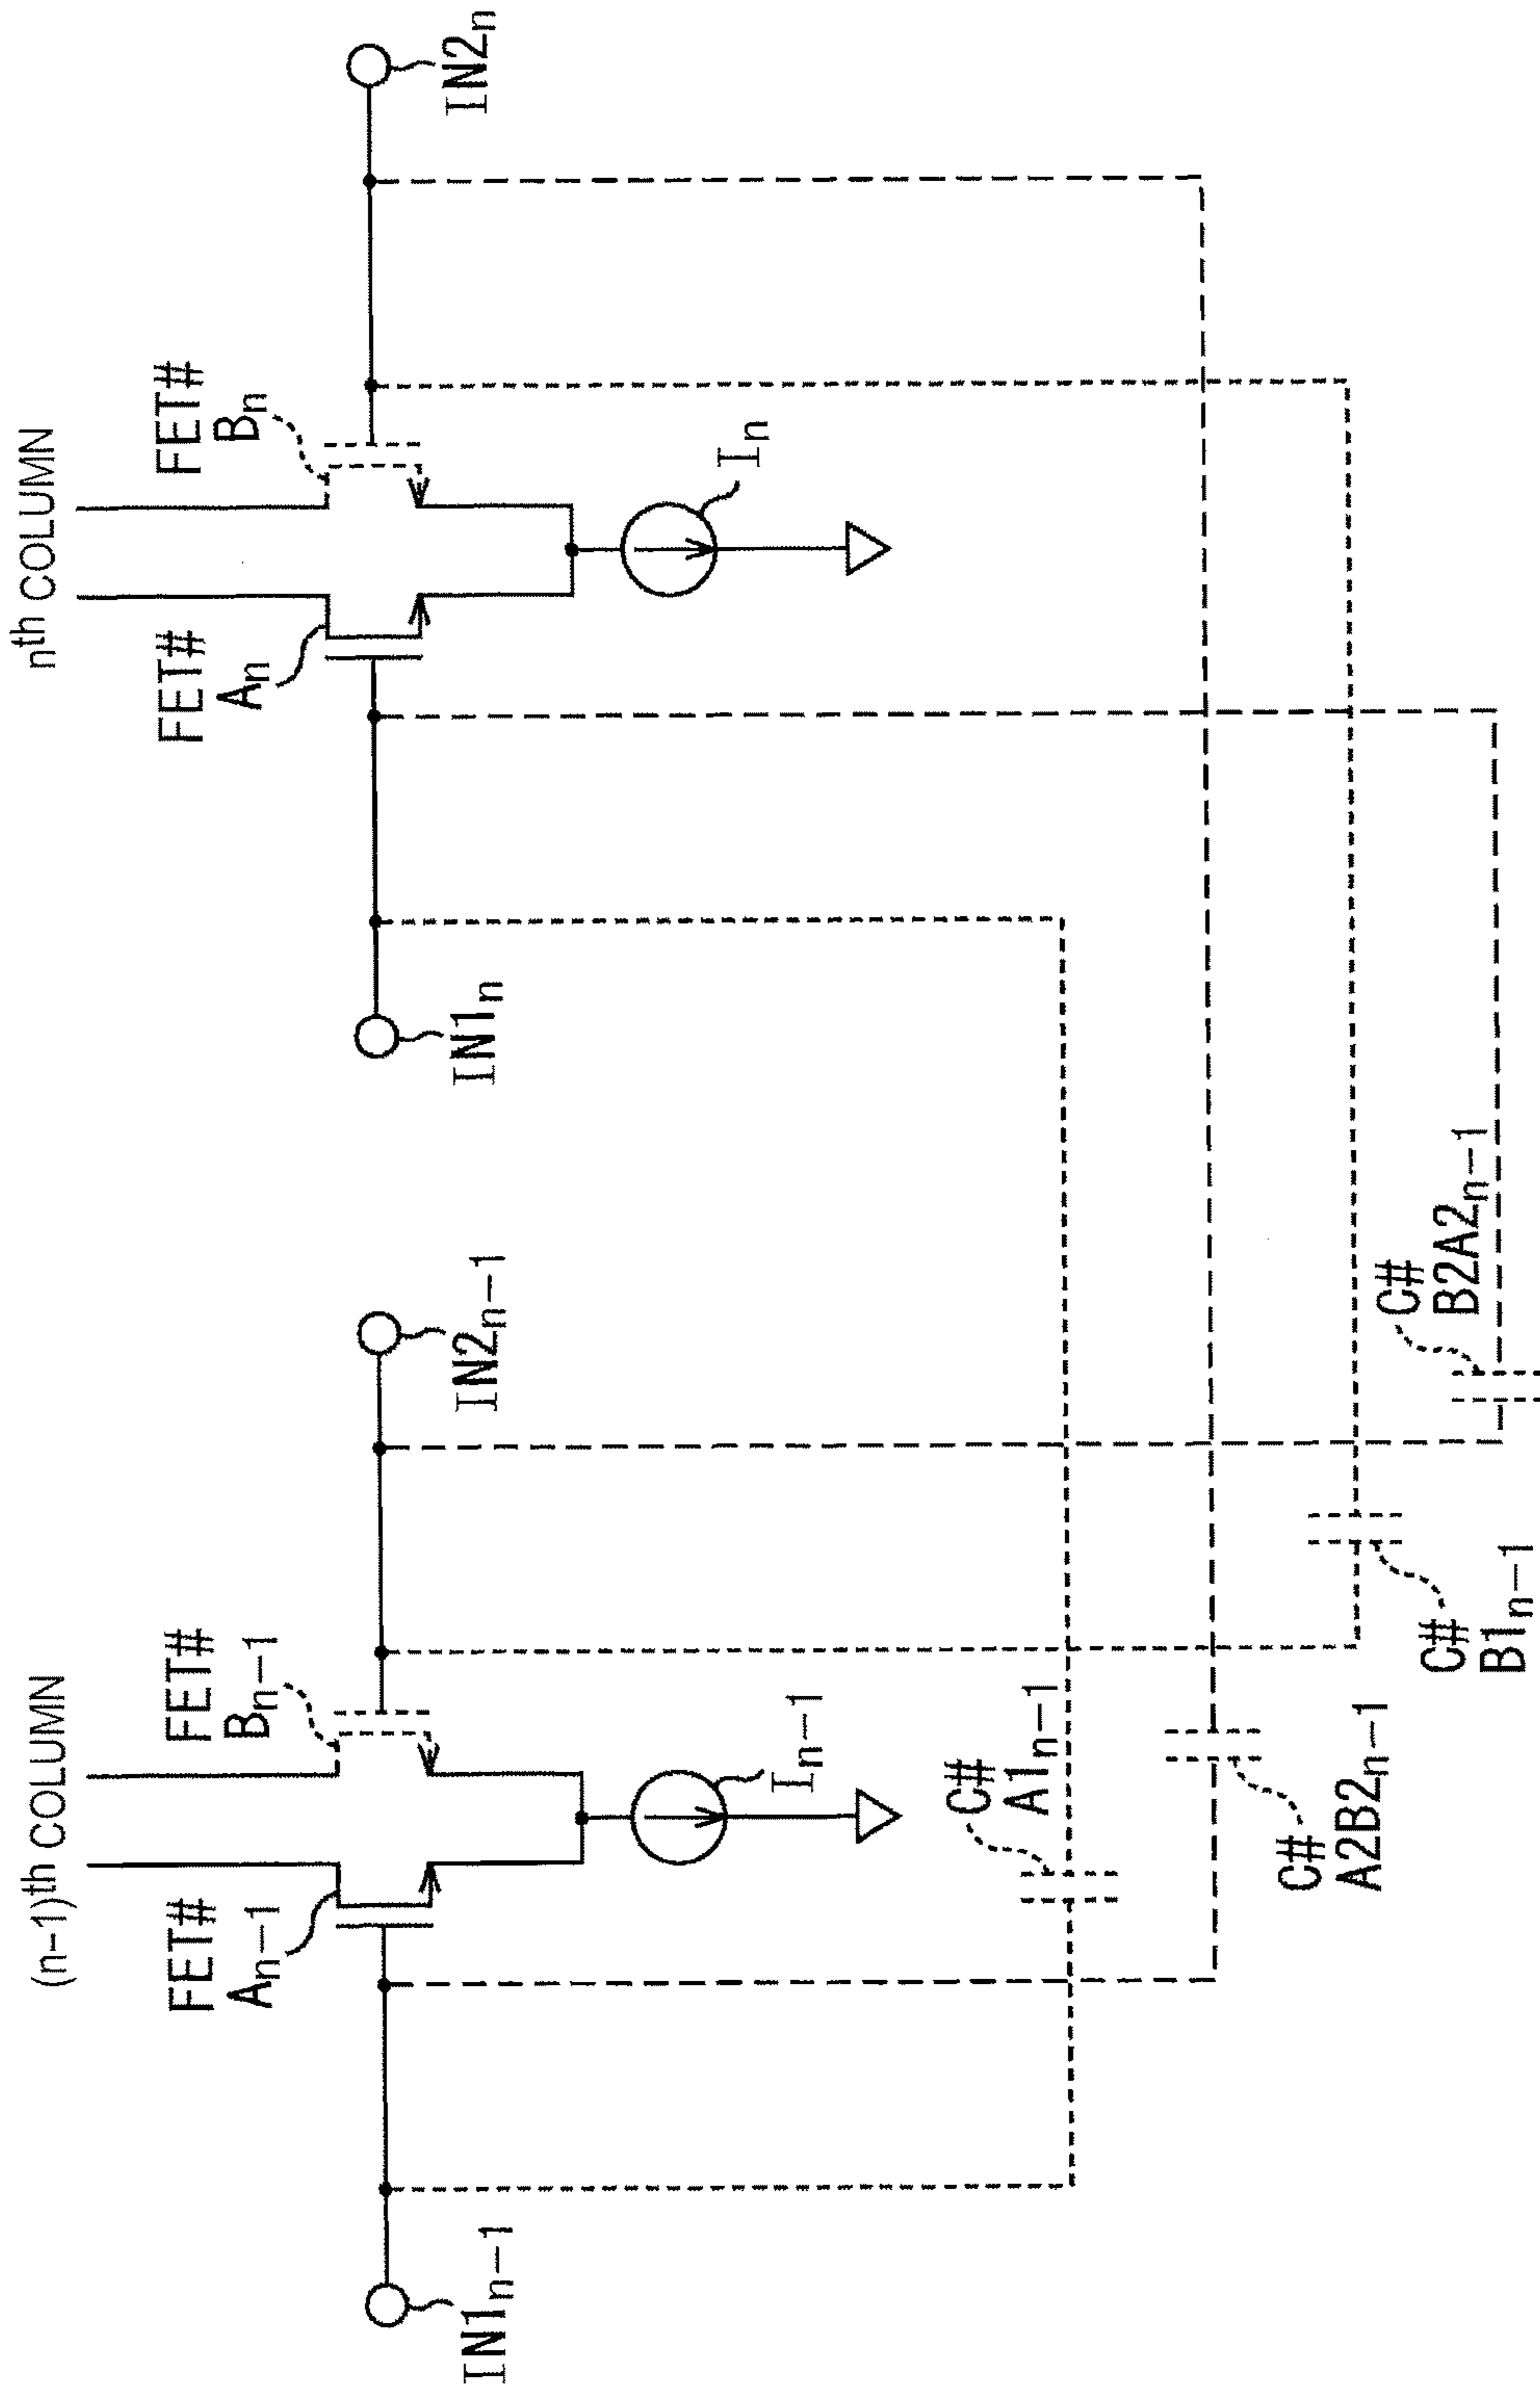 (n-1)th COLUMN
nth COLUMN
FET#
An-1
FET#
Bn-1
FET#
An
FET#
Bn
IN1n-1
IN2n-1
IN1n
IN2n
In-1
In
C#
A1n-1
C#
A2B2n-1
C#
B1n-1
C#
B2A2n-1